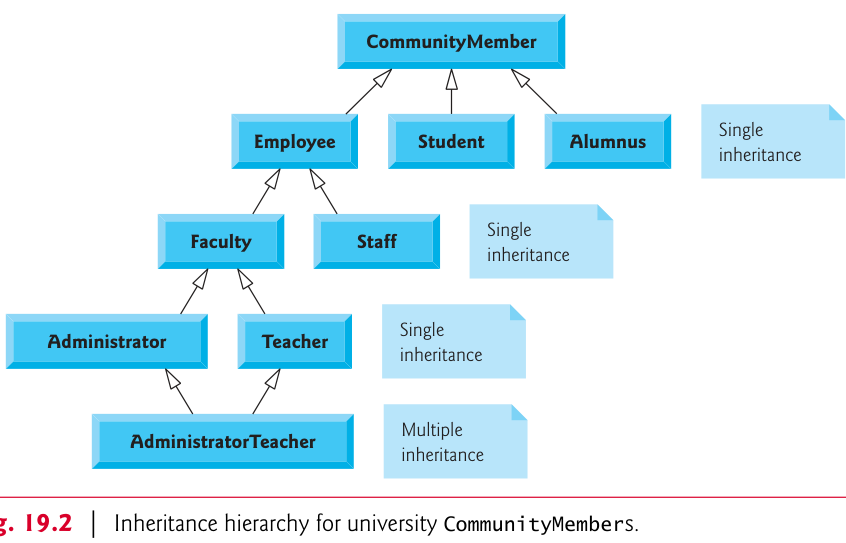 CommunityMember
Employee
Student
Alumnus
Single
inheritance
Faculty
Staff
Single
inheritance
Administrator
Teacher
Single
inheritance
AdministratorTeacher
Multiple
inheritance
g. 19.2 | Inheritance hierarchy for university CommunityMembers.